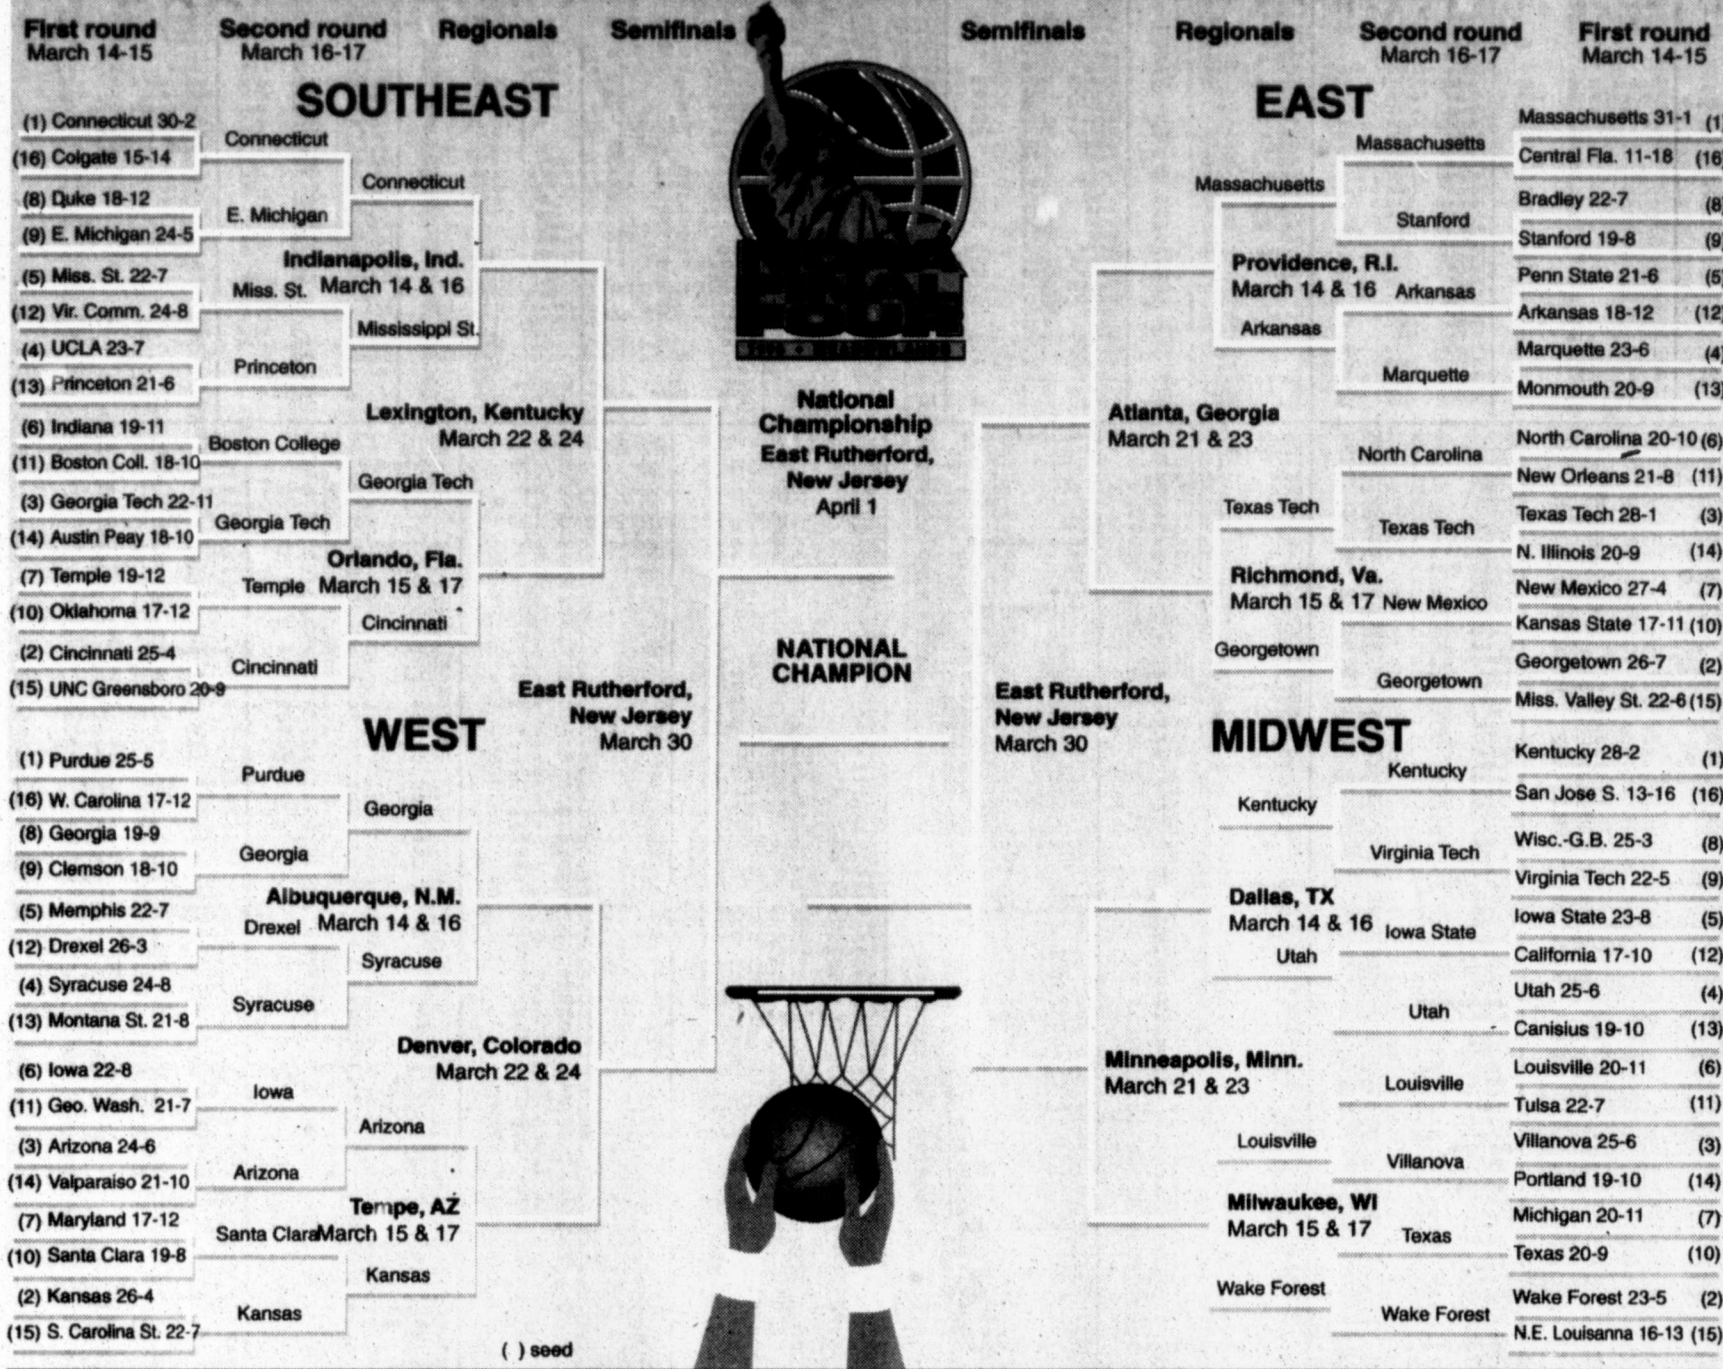 First round
March 14-15
Second round
March 16-17
Regionals
Semifinals
Semifinals
Regionals
Second round
March 16-17
First round
March 14-15
SOUTHEAST
(1) Connecticut 30-2
(16) Colgate 15-14
(8) Duke 18-12
(9) E. Michigan 24-5
(5) Miss. St. 22-7
(12) Vir. Comm. 24-8
(4) UCLA 23-7
(13) Princeton 21-6
(6) Indiana 19-11
(11) Boston Coll. 18-10
(3) Georgia Tech 22-11
(14) Austin Peay 18-10
(7) Temple 19-12
(10) Oklahoma 17-12
(2) Cincinnati 25-4
(15) UNC Greensboro 20-9
Connecticut
E. Michigan
Miss. St.
Princeton
Boston College
Georgia Tech
Temple
Cincinnati
Connecticut
Indianapolis, Ind.
March 14 & 16
Mississippi St.
Lexington, Kentucky
March 22 & 24
Georgia Tech
Orlando, Fla.
March 15 & 17
Cincinnati
East Rutherford,
New Jersey
March 30
WEST
(1) Purdue 25-5
(16) W. Carolina 17-12
(8) Georgia 19-9
(9) Clemson 18-10
(5) Memphis 22-7
(12) Drexel 26-3
(4) Syracuse 24-8
(13) Montana St. 21-8
(6) Iowa 22-8
(11) Geo. Wash. 21-7
(3) Arizona 24-6
(14) Valparaiso 21-10
(7) Maryland 17-12
(10) Santa Clara 19-8
(2) Kansas 26-4
(15) S. Carolina St. 22-7
Purdue
Georgia
Drexel
Syracuse
Iowa
Arizona
Santa Clara
Kansas
Georgia
Albuquerque, N.M.
March 14 & 16
Syracuse
Denver, Colorado
March 22 & 24
Arizona
Tempe, AZ
March 15 & 17
Kansas
( ) seed
National
Championship
East Rutherford,
New Jersey
April 1
NATIONAL
CHAMPION
EAST
Massachusetts 31-1 (1
Central Fla. 11-18 (16
Bradley 22-7 (8
Stanford 19-8 (9
Penn State 21-6 (5
Arkansas 18-12 (12
Marquette 23-6 (4
Monmouth 20-9 (13
North Carolina 20-10 (6)
New Orleans 21-8 (11)
Texas Tech 28-1 (3)
N. Illinois 20-9 (14)
New Mexico 27-4 (7)
Kansas State 17-11 (10)
Georgetown 26-7 (2)
Miss. Valley St. 22-6 (15)
Massachusetts
Stanford
Arkansas
Marquette
North Carolina
Texas Tech
New Mexico
Georgetown
Massachusetts
Providence, R.I.
March 14 & 16
Arkansas
Atlanta, Georgia
March 21 & 23
Texas Tech
Richmond, Va.
March 15 & 17
Georgetown
East Rutherford,
New Jersey
March 30
MIDWEST
Kentucky 28-2 (1)
San Jose S. 13-16 (16)
Wisc.-G.B. 25-3 (8)
Virginia Tech 22-5 (9)
Iowa State 23-8 (5)
California 17-10 (12)
Utah 25-6 (4)
Canisius 19-10 (13)
Louisville 20-11 (6)
Tulsa 22-7 (11)
Villanova 25-6 (3)
Portland 19-10 (14)
Michigan 20-11 (7)
Texas 20-9 (10)
Wake Forest 23-5 (2)
N.E. Louisanna 16-13 (15)
Kentucky
Virginia Tech
Iowa State
Utah
Louisville
Villanova
Texas
Wake Forest
Kentucky
Dallas, TX
March 14 & 16
Utah
Minneapolis, Minn.
March 21 & 23
Louisville
Milwaukee, WI
March 15 & 17
Wake Forest